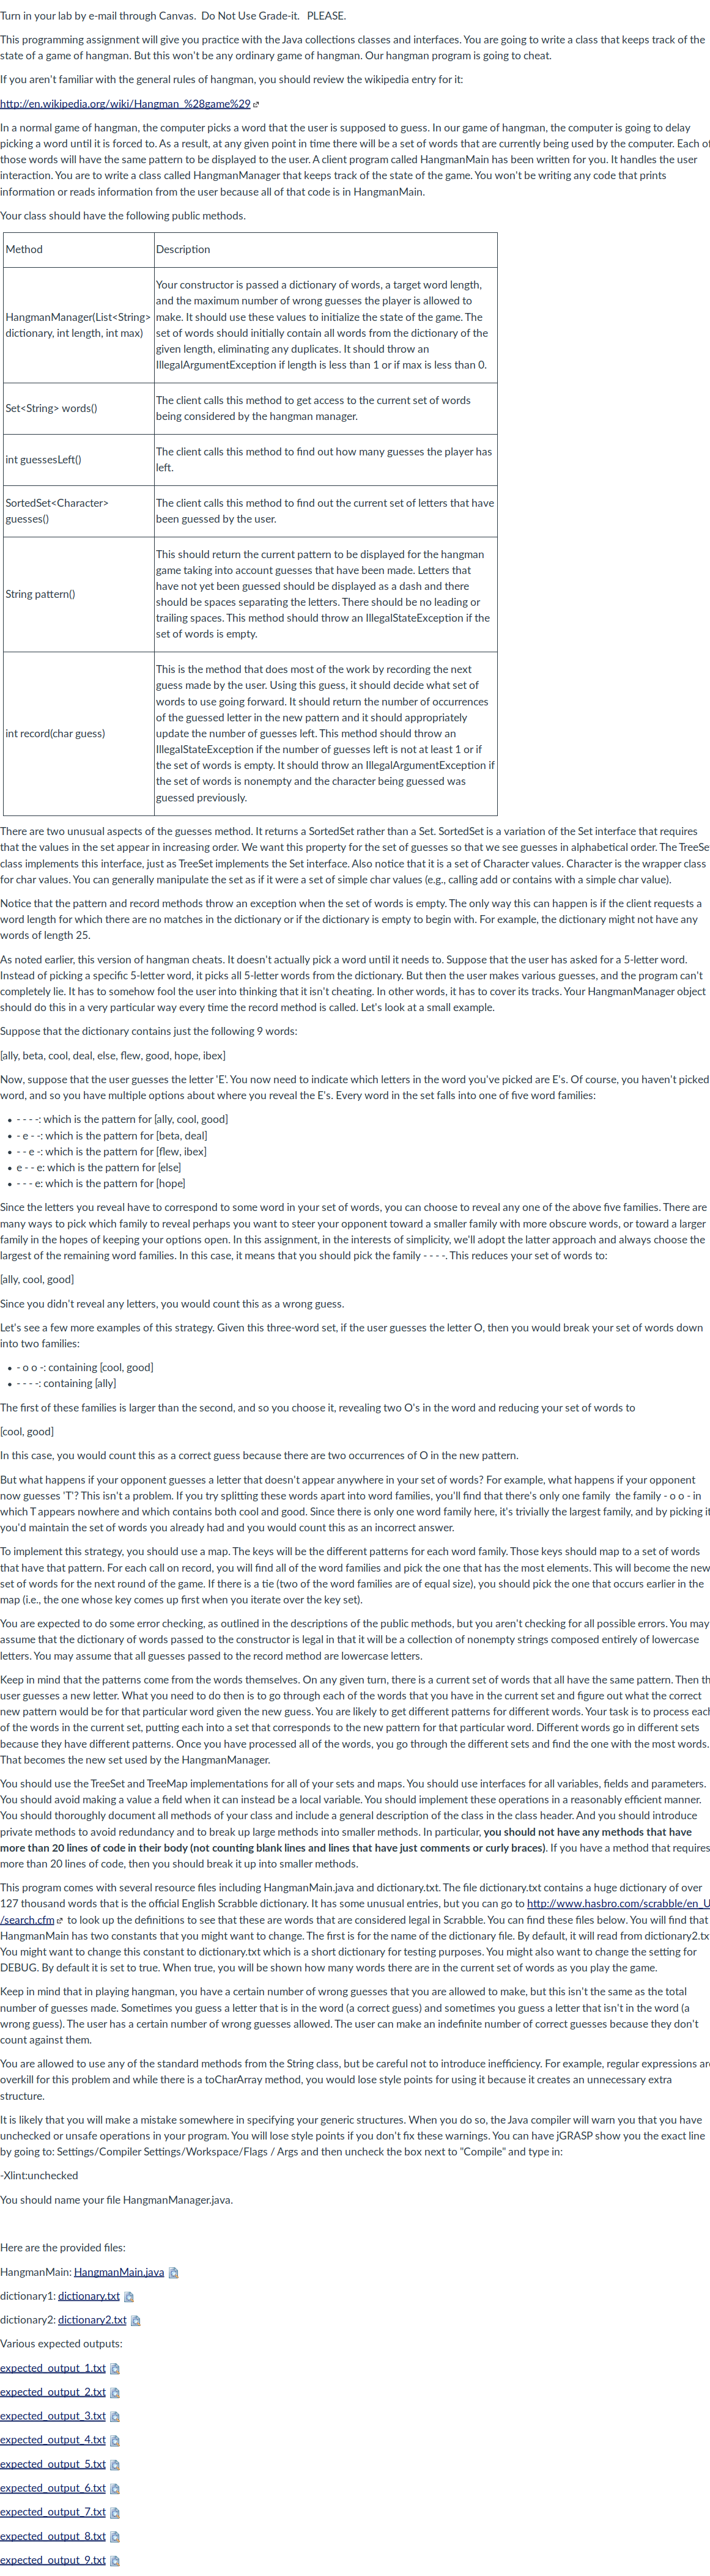 Turn in your lab by e-mail through Canvas.  Do Not Use Grade-it.   PLEASE.
This programming assignment will give you practice with the Java collections classes and interfaces. You are going to write a class that keeps track of the
state of a game of hangman. But this won't be any ordinary game of hangman. Our hangman program is going to cheat.
If you aren't familiar with the general rules of hangman, you should review the wikipedia entry for it:
http://en.wikipedia.org/wiki/Hangman_%28game%29
In a normal game of hangman, the computer picks a word that the user is supposed to guess. In our game of hangman, the computer is going to delay
picking a word until it is forced to. As a result, at any given point in time there will be a set of words that are currently being used by the computer. Each of
those words will have the same pattern to be displayed to the user. A client program called HangmanMain has been written for you. It handles the user
interaction. You are to write a class called HangmanManager that keeps track of the state of the game. You won't be writing any code that prints
information or reads information from the user because all of that code is in HangmanMain.
Your class should have the following public methods.
Method
Description
HangmanManager(List<String>
dictionary, int length, int max)
Your constructor is passed a dictionary of words, a target word length,
and the maximum number of wrong guesses the player is allowed to
make. It should use these values to initialize the state of the game. The
set of words should initially contain all words from the dictionary of the
given length, eliminating any duplicates. It should throw an
IllegalArgumentException if length is less than 1 or if max is less than 0.
Set<String> words()
The client calls this method to get access to the current set of words
being considered by the hangman manager.
int guessesLeft()
The client calls this method to find out how many guesses the player has
left.
SortedSet<Character>
guesses()
The client calls this method to find out the current set of letters that have
been guessed by the user.
String pattern()
This should return the current pattern to be displayed for the hangman
game taking into account guesses that have been made. Letters that
have not yet been guessed should be displayed as a dash and there
should be spaces separating the letters. There should be no leading or
trailing spaces. This method should throw an IllegalStateException if the
set of words is empty.
int record(char guess)
This is the method that does most of the work by recording the next
guess made by the user. Using this guess, it should decide what set of
words to use going forward. It should return the number of occurrences
of the guessed letter in the new pattern and it should appropriately
update the number of guesses left. This method should throw an
IllegalStateException if the number of guesses left is not at least 1 or if
the set of words is empty. It should throw an IllegalArgumentException if
the set of words is nonempty and the character being guessed was
guessed previously.
There are two unusual aspects of the guesses method. It returns a SortedSet rather than a Set. SortedSet is a variation of the Set interface that requires
that the values in the set appear in increasing order. We want this property for the set of guesses so that we see guesses in alphabetical order. The TreeSe
class implements this interface, just as TreeSet implements the Set interface. Also notice that it is a set of Character values. Character is the wrapper class
for char values. You can generally manipulate the set as if it were a set of simple char values (e.g., calling add or contains with a simple char value).
Notice that the pattern and record methods throw an exception when the set of words is empty. The only way this can happen is if the client requests a
word length for which there are no matches in the dictionary or if the dictionary is empty to begin with. For example, the dictionary might not have any
words of length 25.
As noted earlier, this version of hangman cheats. It doesn't actually pick a word until it needs to. Suppose that the user has asked for a 5-letter word.
Instead of picking a specific 5-letter word, it picks all 5-letter words from the dictionary. But then the user makes various guesses, and the program can't
completely lie. It has to somehow fool the user into thinking that it isn't cheating. In other words, it has to cover its tracks. Your HangmanManager object
should do this in a very particular way every time the record method is called. Let's look at a small example.
Suppose that the dictionary contains just the following 9 words:
[ally, beta, cool, deal, else, flew, good, hope, ibex]
Now, suppose that the user guesses the letter 'E'. You now need to indicate which letters in the word you've picked are E's. Of course, you haven't picked
word, and so you have multiple options about where you reveal the E's. Every word in the set falls into one of five word families:
• - - - -: which is the pattern for [ally, cool, good]
• - e - -: which is the pattern for [beta, deal]
• - - e -: which is the pattern for [flew, ibex]
• e - - e: which is the pattern for [else]
• - - - e: which is the pattern for [hope]
Since the letters you reveal have to correspond to some word in your set of words, you can choose to reveal any one of the above five families. There are
many ways to pick which family to reveal perhaps you want to steer your opponent toward a smaller family with more obscure words, or toward a larger
family in the hopes of keeping your options open. In this assignment, in the interests of simplicity, we'll adopt the latter approach and always choose the
largest of the remaining word families. In this case, it means that you should pick the family - - - -. This reduces your set of words to:
[ally, cool, good]
Since you didn't reveal any letters, you would count this as a wrong guess.
Let's see a few more examples of this strategy. Given this three-word set, if the user guesses the letter O, then you would break your set of words down
into two families:
• - o o -: containing [cool, good]
• - - - -: containing [ally]
The first of these families is larger than the second, and so you choose it, revealing two O's in the word and reducing your set of words to
[cool, good]
In this case, you would count this as a correct guess because there are two occurrences of O in the new pattern.
But what happens if your opponent guesses a letter that doesn't appear anywhere in your set of words? For example, what happens if your opponent
now guesses 'T'? This isn't a problem. If you try splitting these words apart into word families, you'll find that there's only one family  the family - o o - in
which T appears nowhere and which contains both cool and good. Since there is only one word family here, it's trivially the largest family, and by picking it
you'd maintain the set of words you already had and you would count this as an incorrect answer.
To implement this strategy, you should use a map. The keys will be the different patterns for each word family. Those keys should map to a set of words
that have that pattern. For each call on record, you will find all of the word families and pick the one that has the most elements. This will become the new
set of words for the next round of the game. If there is a tie (two of the word families are of equal size), you should pick the one that occurs earlier in the
map (i.e., the one whose key comes up first when you iterate over the key set).
You are expected to do some error checking, as outlined in the descriptions of the public methods, but you aren't checking for all possible errors. You may
assume that the dictionary of words passed to the constructor is legal in that it will be a collection of nonempty strings composed entirely of lowercase
letters. You may assume that all guesses passed to the record method are lowercase letters.
Keep in mind that the patterns come from the words themselves. On any given turn, there is a current set of words that all have the same pattern. Then th
user guesses a new letter. What you need to do then is to go through each of the words that you have in the current set and figure out what the correct
new pattern would be for that particular word given the new guess. You are likely to get different patterns for different words. Your task is to process each
of the words in the current set, putting each into a set that corresponds to the new pattern for that particular word. Different words go in different sets
because they have different patterns. Once you have processed all of the words, you go through the different sets and find the one with the most words.
That becomes the new set used by the HangmanManager.
You should use the TreeSet and TreeMap implementations for all of your sets and maps. You should use interfaces for all variables, fields and parameters.
You should avoid making a value a field when it can instead be a local variable. You should implement these operations in a reasonably efficient manner.
You should thoroughly document all methods of your class and include a general description of the class in the class header. And you should introduce
private methods to avoid redundancy and to break up large methods into smaller methods. In particular, you should not have any methods that have
more than 20 lines of code in their body (not counting blank lines and lines that have just comments or curly braces). If you have a method that requires
more than 20 lines of code, then you should break it up into smaller methods.
This program comes with several resource files including HangmanMain.java and dictionary.txt. The file dictionary.txt contains a huge dictionary of over
127 thousand words that is the official English Scrabble dictionary. It has some unusual entries, but you can go to http://www.hasbro.com/scrabble/en_U
/search.cfm to look up the definitions to see that these are words that are considered legal in Scrabble. You can find these files below. You will find that
HangmanMain has two constants that you might want to change. The first is for the name of the dictionary file. By default, it will read from dictionary2.tx
You might want to change this constant to dictionary.txt which is a short dictionary for testing purposes. You might also want to change the setting for
DEBUG. By default it is set to true. When true, you will be shown how many words there are in the current set of words as you play the game.
Keep in mind that in playing hangman, you have a certain number of wrong guesses that you are allowed to make, but this isn't the same as the total
number of guesses made. Sometimes you guess a letter that is in the word (a correct guess) and sometimes you guess a letter that isn't in the word (a
wrong guess). The user has a certain number of wrong guesses allowed. The user can make an indefinite number of correct guesses because they don't
count against them.
You are allowed to use any of the standard methods from the String class, but be careful not to introduce inefficiency. For example, regular expressions are
overkill for this problem and while there is a toCharArray method, you would lose style points for using it because it creates an unnecessary extra
structure.
It is likely that you will make a mistake somewhere in specifying your generic structures. When you do so, the Java compiler will warn you that you have
unchecked or unsafe operations in your program. You will lose style points if you don't fix these warnings. You can have jGRASP show you the exact line
by going to: Settings/Compiler Settings/Workspace/Flags / Args and then uncheck the box next to "Compile" and type in:
-Xlint:unchecked
You should name your file HangmanManager.java.
Here are the provided files:
HangmanMain: HangmanMain.java
dictionary1: dictionary.txt
dictionary2: dictionary2.txt
Various expected outputs:
expected_output_1.txt
expected_output_2.txt
expected_output_3.txt
expected_output_4.txt
expected_output_5.txt
expected_output_6.txt
expected_output_7.txt
expected_output_8.txt
expected_output_9.txt